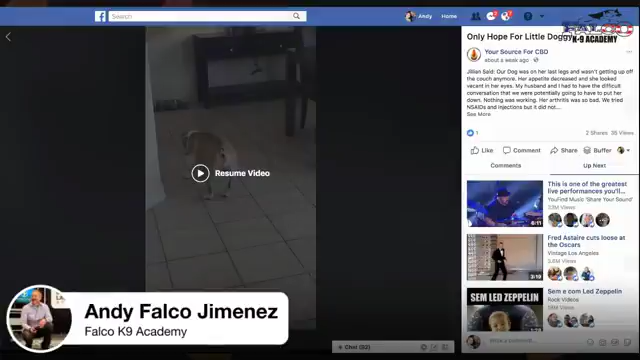 Search
Andy
Home
Only Hope For Little Doggy
FALCO
K-9 ACADEMY
Your Source For CBD
about a week ago
Jillian Said: Our Dog was on her last legs and wasn't getting up off
the couch anymore. Her appetite decreased and she looked
vacant in her eyes. My husband and I had to have the difficult
conversation that we were potentially going to have to put her
down. Nothing was working. Her arthritis was so bad. We tried
NSAIDs and injections but it did not....
See More
1
2 Shares 35 Views
Like Comment Share Buffer
Comments Up Next
Resume Video
This is one of the greatest
live performances you'll...
YouFind Music 'Share Your Sound'
6:11
Fred Astaire cuts loose at
the Oscars
Vintage Los Angeles
3:19
SEM LED ZEPPELIN
Sem e com Led Zeppelin
Rock Videos
Write a comment...
Andy Falco Jimenez
Falco K9 Academy